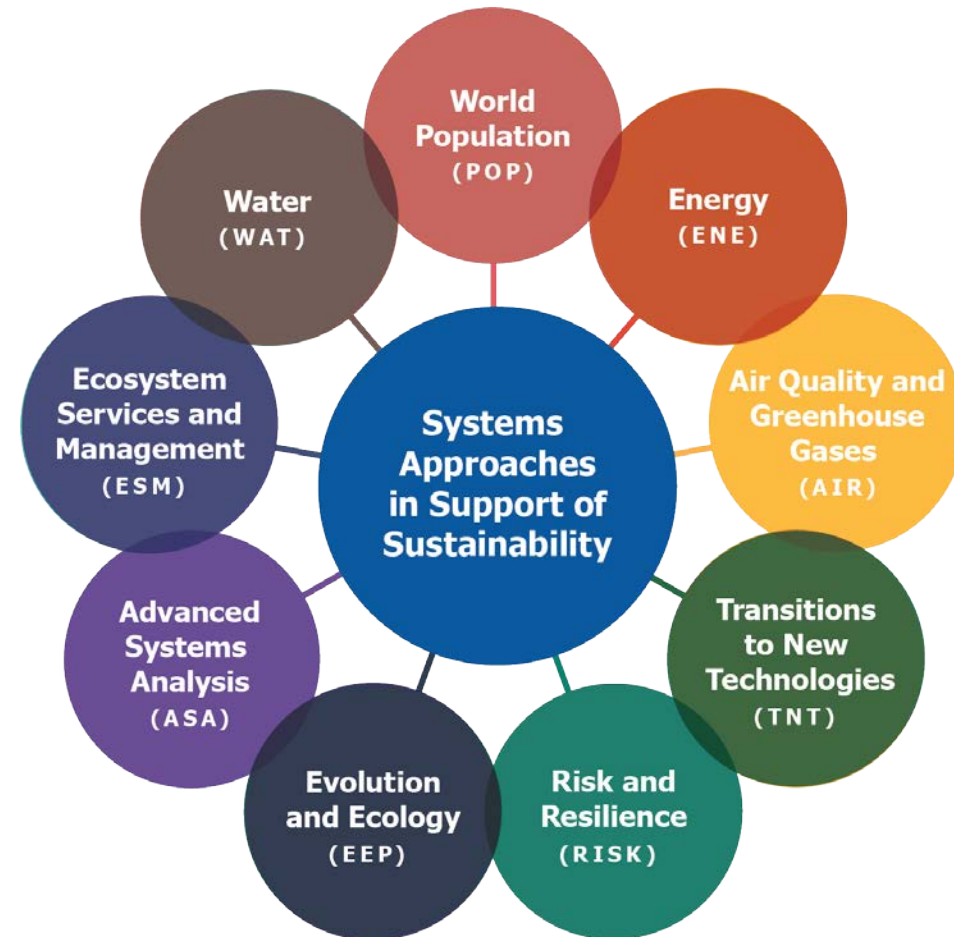 World
Population
(POP)
Energy
(ENE)
Air Quality and
Greenhouse
Gases
(AIR)
Transitions
to New
Technologies
(TNT)
Risk and
Resilience
(RISK)
Evolution
and Ecology
(EEP)
Advanced
Systems
Analysis
(ASA)
Ecosystem
Services and
Management
(ESM)
Water
(WAT)
Systems
Approaches
in Support of
Sustainability